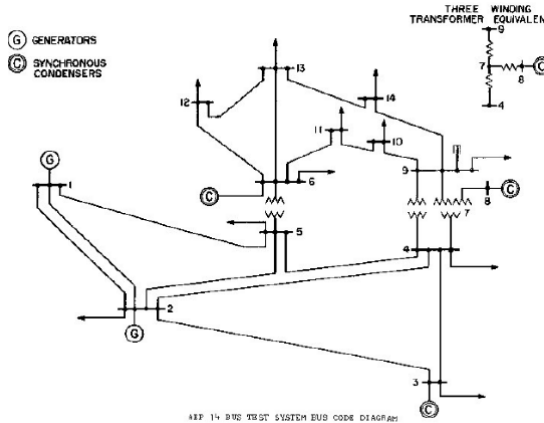 THREE WINDING
TRANSFORMER EQUIVALENT
9
7
C
8
4
G GENERATORS
C SYNCHRONOUS
CONDENSERS
13
14
12
11
10
9
G
1
C
6
8
C
7
5
4
2
G
3
C
AEP 14 BUS TEST SYSTEM BUS CODE DIAGRAM